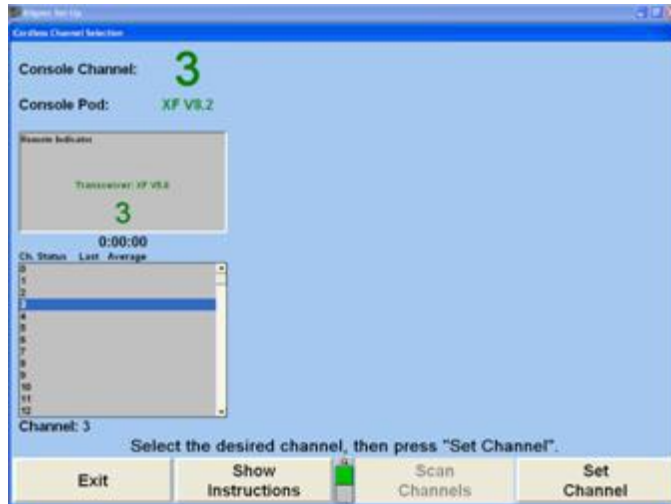 Cordless Channel Selection
Console Channel: 3
Console Pod: XF V8.2
Remote Indicator
Transceiver: XF V5.8
3
0:00:00
Ch. Status Last Average
0
1
2
3
4
5
6
7
8
9
10
11
12
Channel: 3
Select the desired channel, then press "Set Channel".
Exit
Show Instructions
Scan Channels
Set Channel